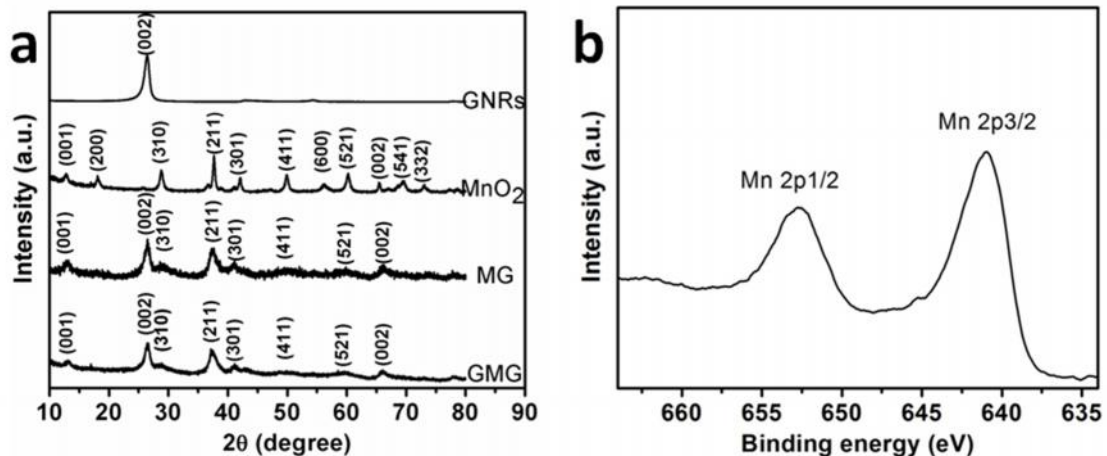 a
Intensity (a.u.)
(002)
GNRs
(001) (200) (310) (211) (301) (411) (600) (521) (002) (541) (332)
MnO2
(001) (002) (310) (211) (301) (411) (521) (002)
MG
(001) (002) (310) (211) (301) (411) (521) (002)
GMG
10 20 30 40 50 60 70 80 90
2θ (degree)
b
Intensity (a.u.)
Mn 2p3/2
Mn 2p1/2
660 655 650 645 640 635
Binding energy (eV)